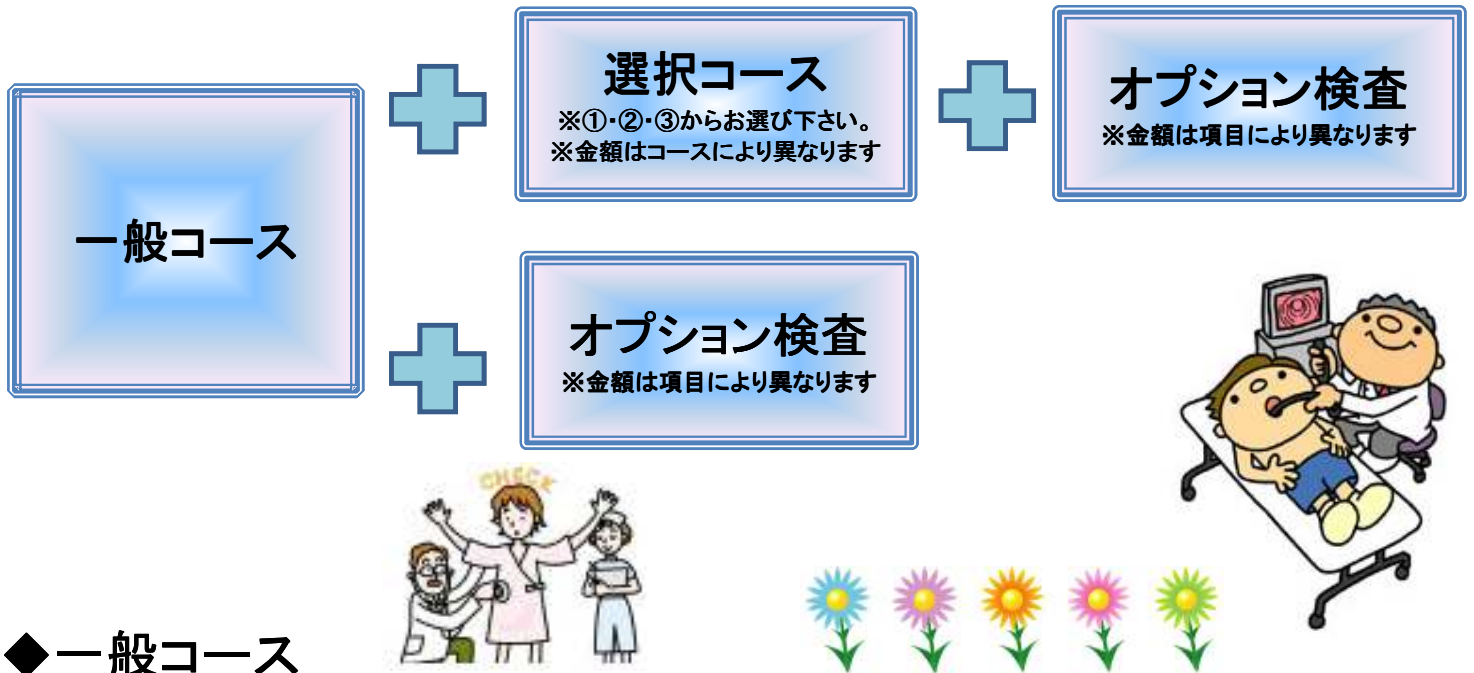 一般コース
選択コース
※①・②・③からお選び下さい。
※金額はコースにより異なります
オプション検査
※金額は項目により異なります
オプション検査
※金額は項目により異なります
CHECK
◆一般コース